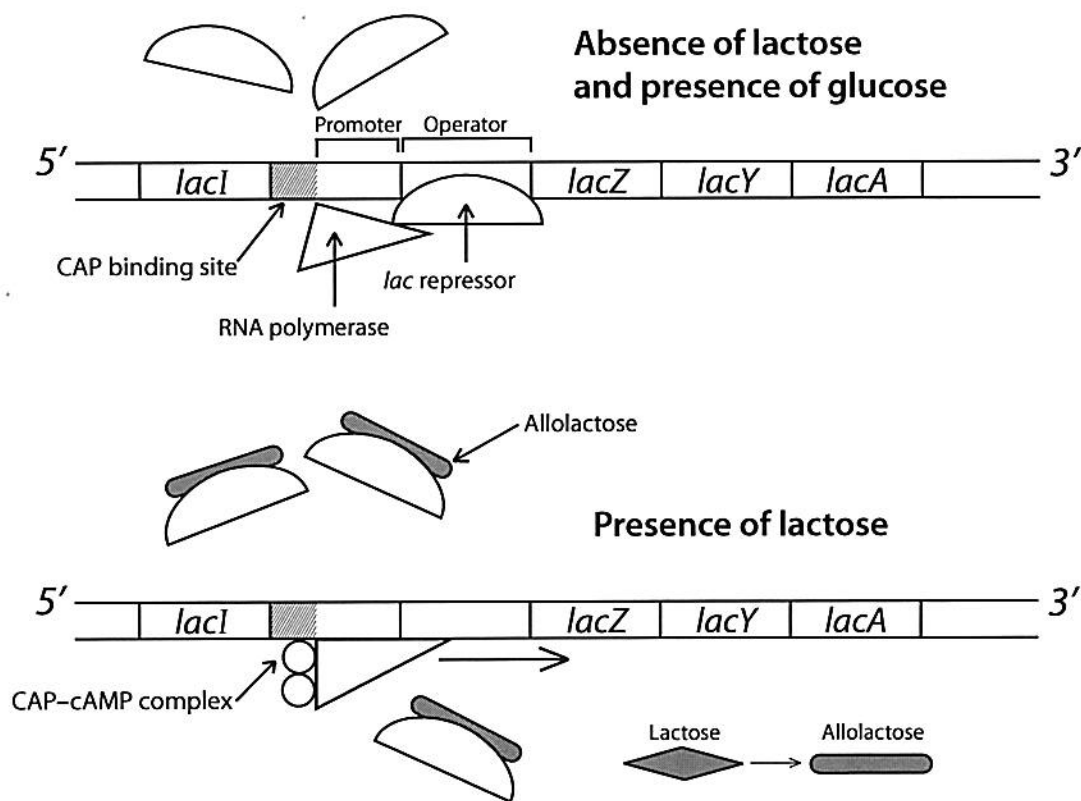 Absence of lactose
and presence of glucose
Promoter Operator
5′ 3′
lacI lacZ lacY lacA
CAP binding site
lac repressor
RNA polymerase
Allolactose
Presence of lactose
5′ 3′
lacI lacZ lacY lacA
CAP–cAMP complex
Lactose Allolactose